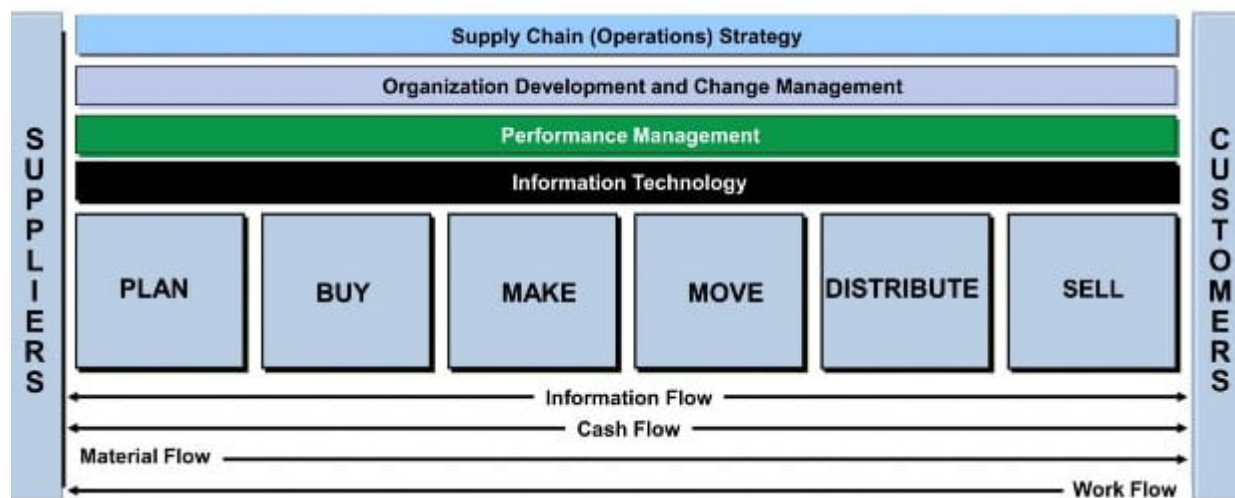 SUPPLIERS
Supply Chain (Operations) Strategy
Organization Development and Change Management
Performance Management
Information Technology
PLAN
BUY
MAKE
MOVE
DISTRIBUTE
SELL
Information Flow
Cash Flow
Material Flow
Work Flow
CUSTOMERS